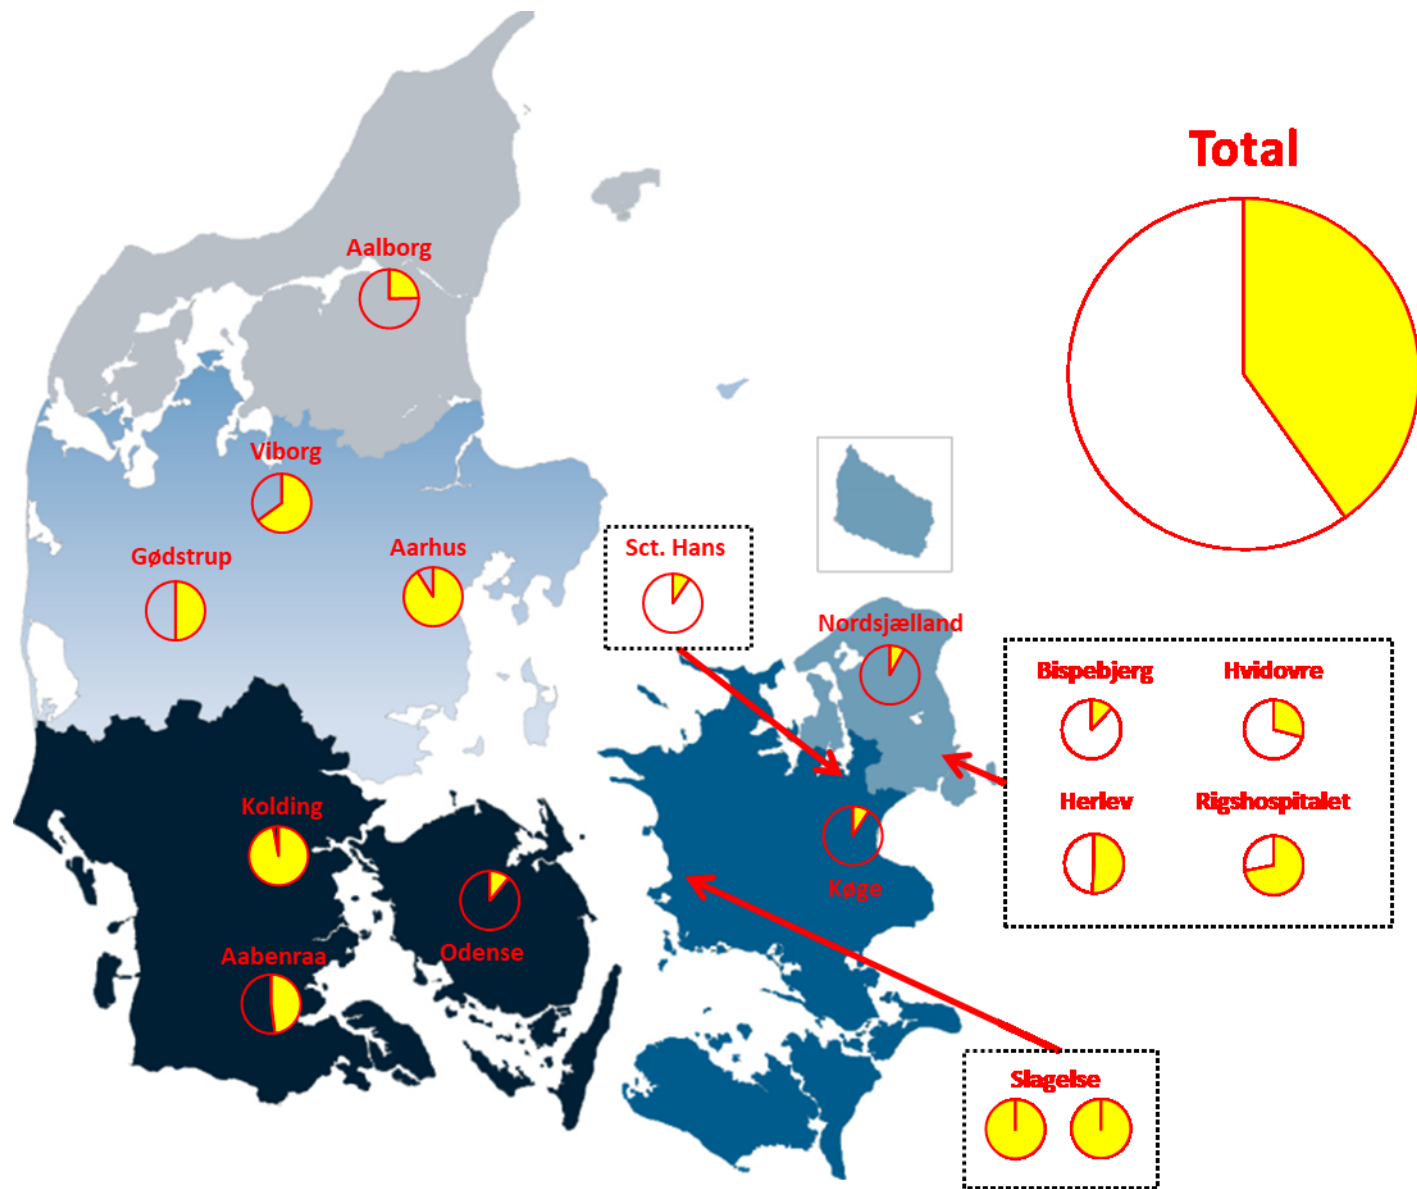 Total
Aalborg
Viborg
Gødstrup
Aarhus
Sct. Hans
Nordsjælland
Bispebjerg
Hvidovre
Herlev
Rigshospitalet
Kolding
Køge
Odense
Aabenraa
Slagelse